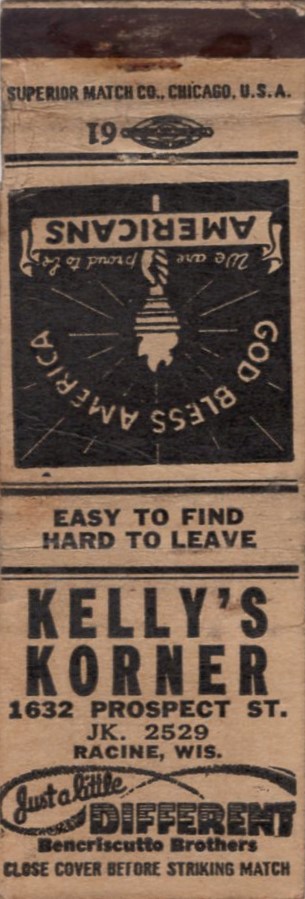 SUPERIOR MATCH CO., CHICAGO, U.S.A.
61
GOD BLESS AMERICA
We are proud to be
AMERICANS
EASY TO FIND
HARD TO LEAVE
KELLY'S
KORNER
1632 PROSPECT ST.
JK. 2529
RACINE, WIS.
Just a little
DIFFERENT
Bencriscutto Brothers
CLOSE COVER BEFORE STRIKING MATCH